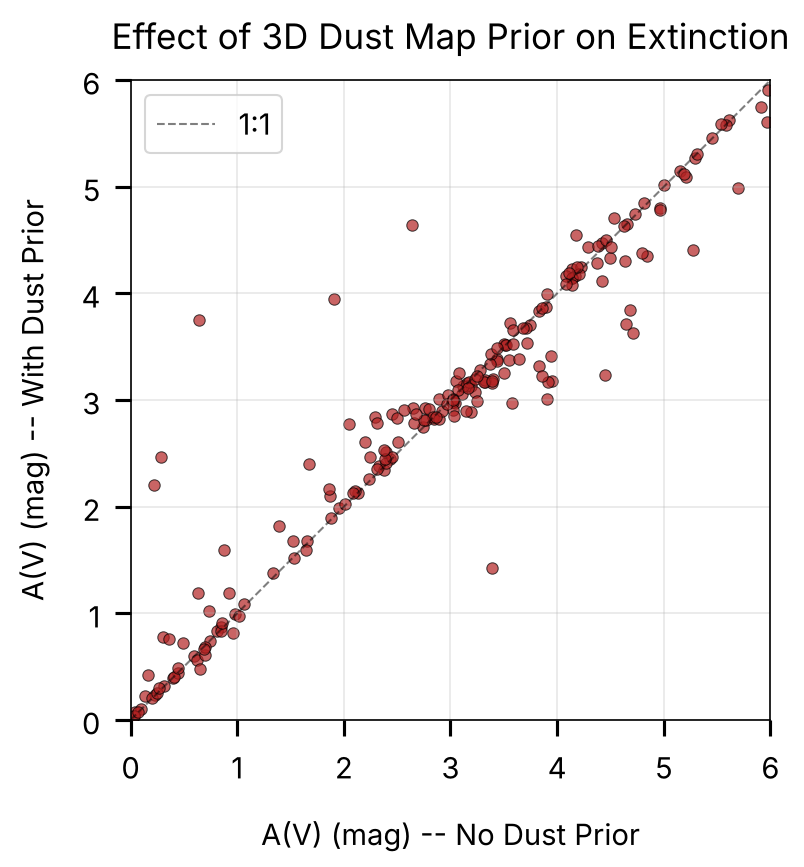 Effect of 3D Dust Map Prior on Extinction
1:1
A(V) (mag) -- With Dust Prior
6
5
4
3
2
1
0
0 1 2 3 4 5 6
A(V) (mag) -- No Dust Prior